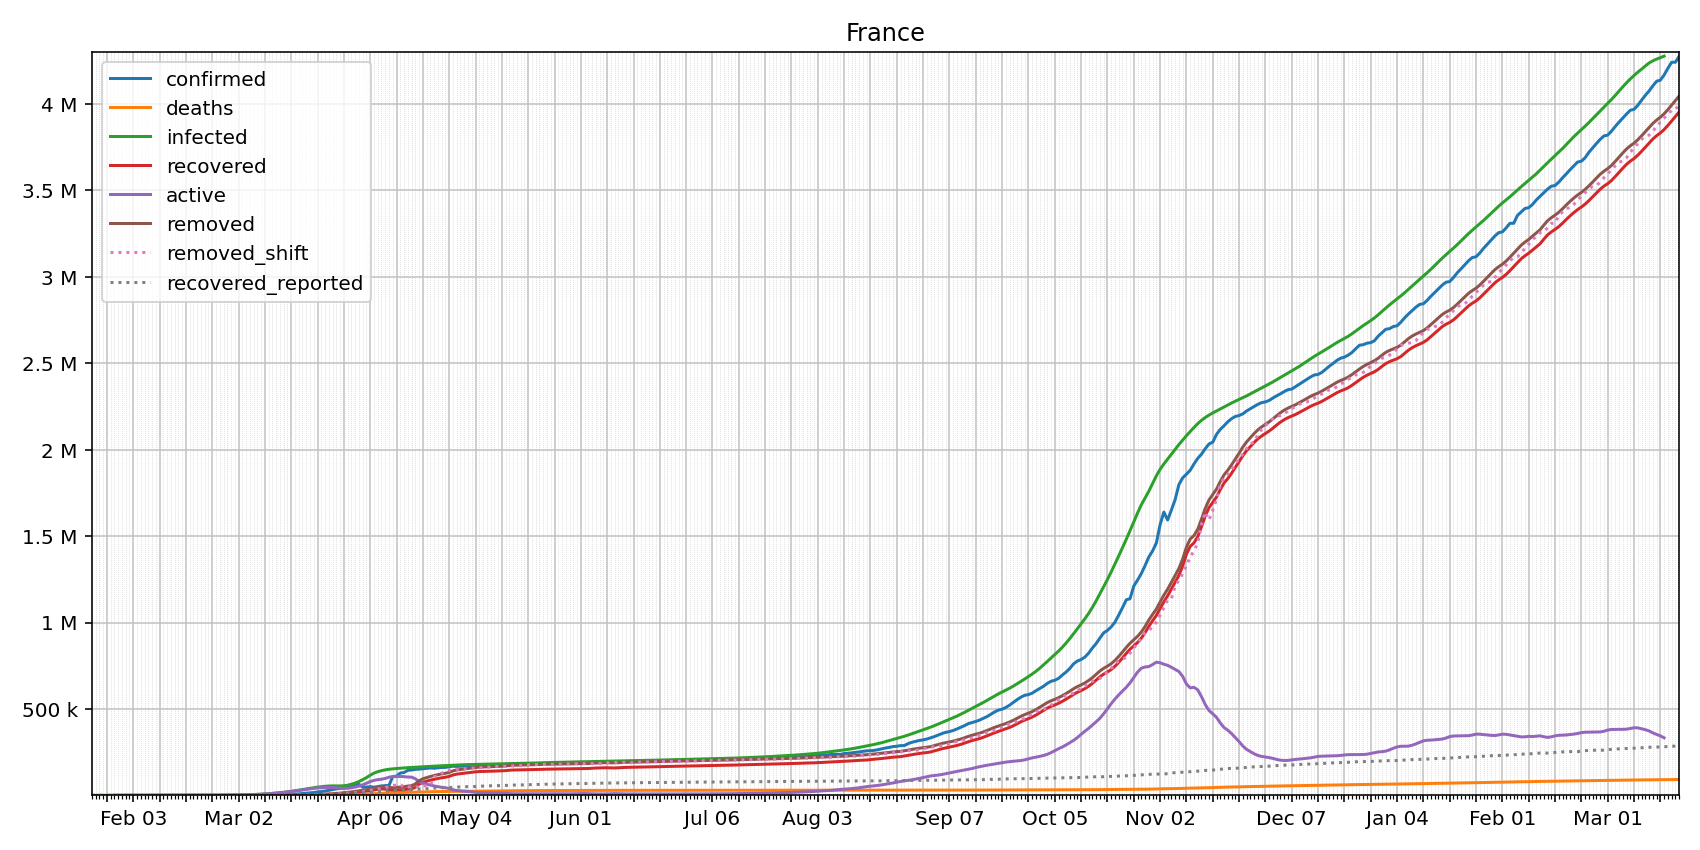 France
confirmed
deaths
infected
recovered
active
removed
removed_shift
recovered_reported
4 M
3.5 M
3 M
2.5 M
2 M
1.5 M
1 M
500 k
Feb 03 Mar 02 Apr 06 May 04 Jun 01 Jul 06 Aug 03 Sep 07 Oct 05 Nov 02 Dec 07 Jan 04 Feb 01 Mar 01